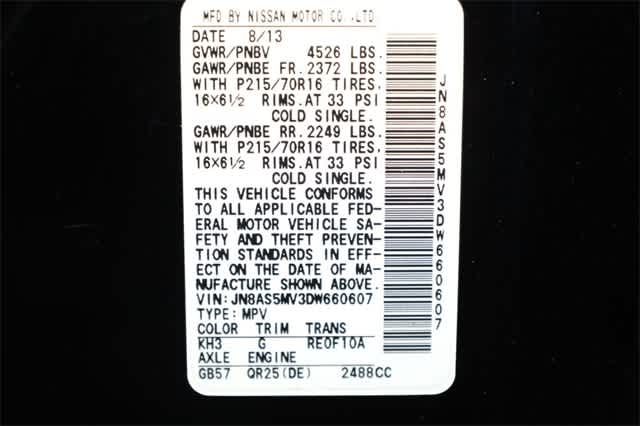 MFD BY NISSAN MOTOR CO.,LTD.
DATE 8/13
GVWR/PNBV 4526 LBS.
GAWR/PNBE FR.2372 LBS.
WITH P215/70R16 TIRES,
16×6½ RIMS.AT 33 PSI
COLD SINGLE.
GAWR/PNBE RR.2249 LBS.
WITH P215/70R16 TIRES,
16×6½ RIMS.AT 33 PSI
COLD SINGLE.
THIS VEHICLE CONFORMS
TO ALL APPLICABLE FED-
ERAL MOTOR VEHICLE SA-
FETY AND THEFT PREVEN-
TION STANDARDS IN EFF-
ECT ON THE DATE OF MA-
NUFACTURE SHOWN ABOVE.
VIN:JN8AS5MV3DW660607
TYPE:MPV
COLOR TRIM TRANS
KH3 G RE0F10A
AXLE ENGINE
GB57 QR25(DE) 2488CC
JN8AS5MV3DW660607